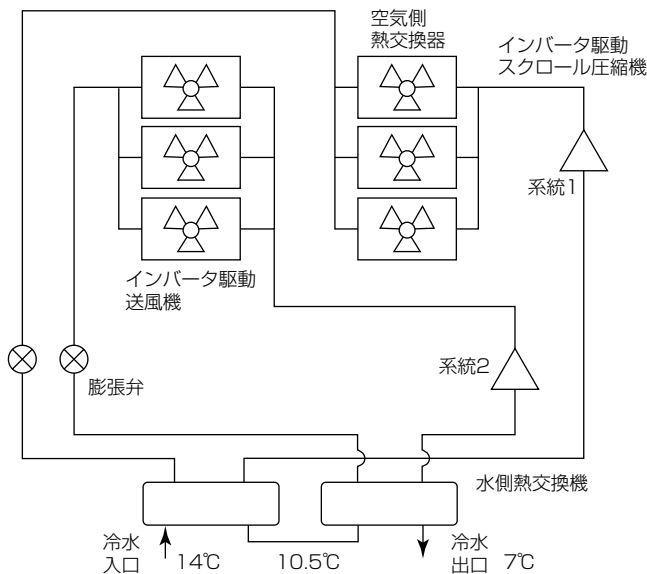 空気側
熱交換器
インバータ駆動
スクロール圧縮機
系統1
インバータ駆動
送風機
系統2
膨張弁
水側熱交換機
冷水
入口
14℃
10.5℃
冷水
出口
7℃